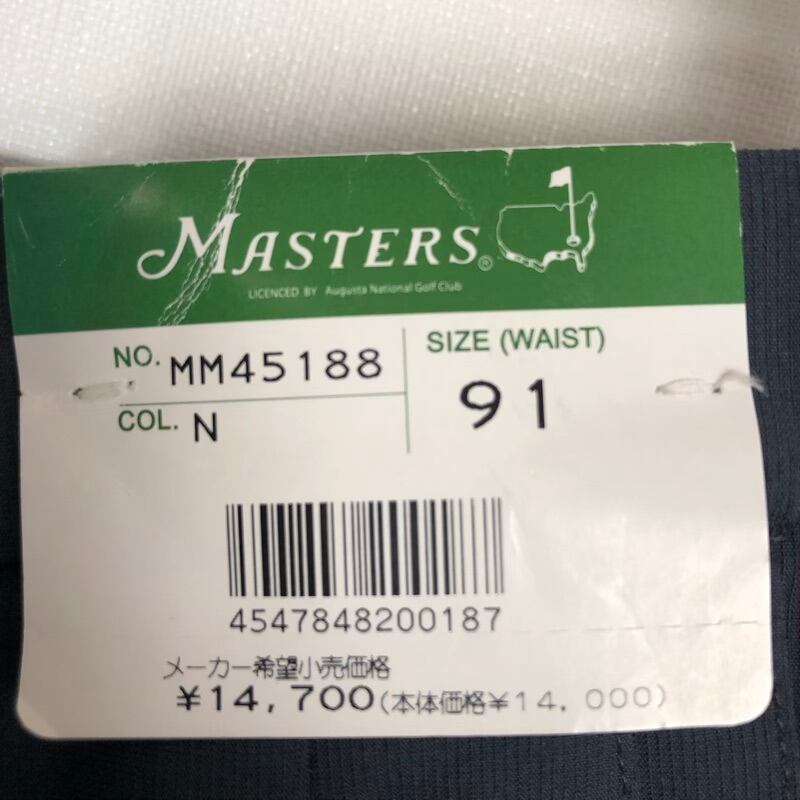 MASTERS®
LICENCED BY Augusta National Golf Club
NO. MM45188
COL. N
SIZE (WAIST)
91
4547848200187
メーカー希望小売価格
¥14,700(本体価格¥14,000)